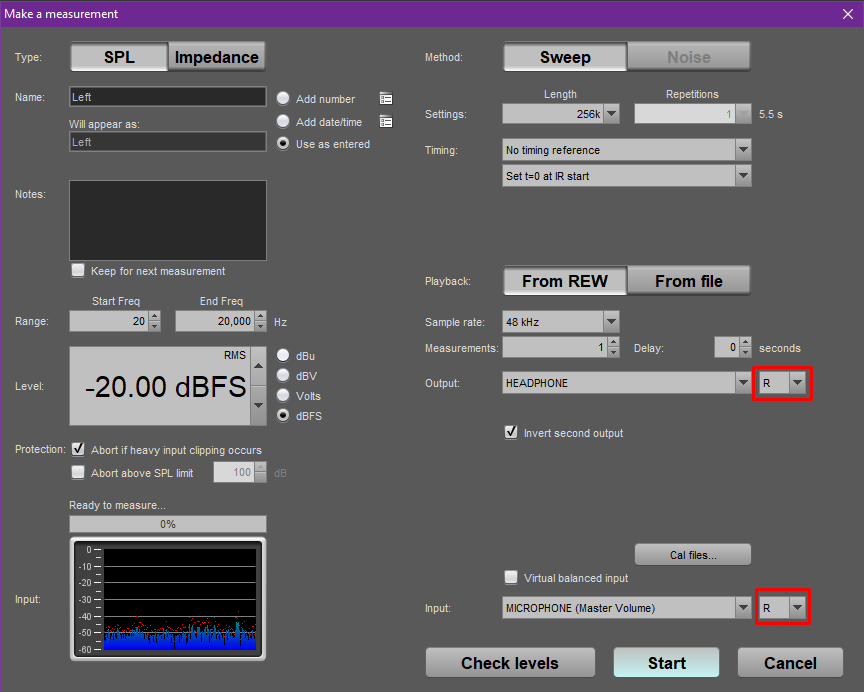 Make a measurement
Type: SPL Impedance
Name: Left
Add number
Add date/time
Use as entered
Will appear as:
Left
Notes:
Keep for next measurement
Start Freq End Freq
Range: 20 20,000 Hz
Level: RMS
-20.00 dBFS
dBu
dBV
Volts
dBFS
Protection: Abort if heavy input clipping occurs
Abort above SPL limit 100 dB
Ready to measure...
0%
Input:
0
-10
-20
-30
-40
-50
-60
Method: Sweep Noise
Length Repetitions
Settings: 256k 1 5.5 s
Timing: No timing reference
Set t=0 at IR start
Playback: From REW From file
Sample rate: 48 kHz
Measurements: 1 Delay: 0 seconds
Output: HEADPHONE R
Invert second output
Cal files...
Virtual balanced input
Input: MICROPHONE (Master Volume) R
Check levels Start Cancel